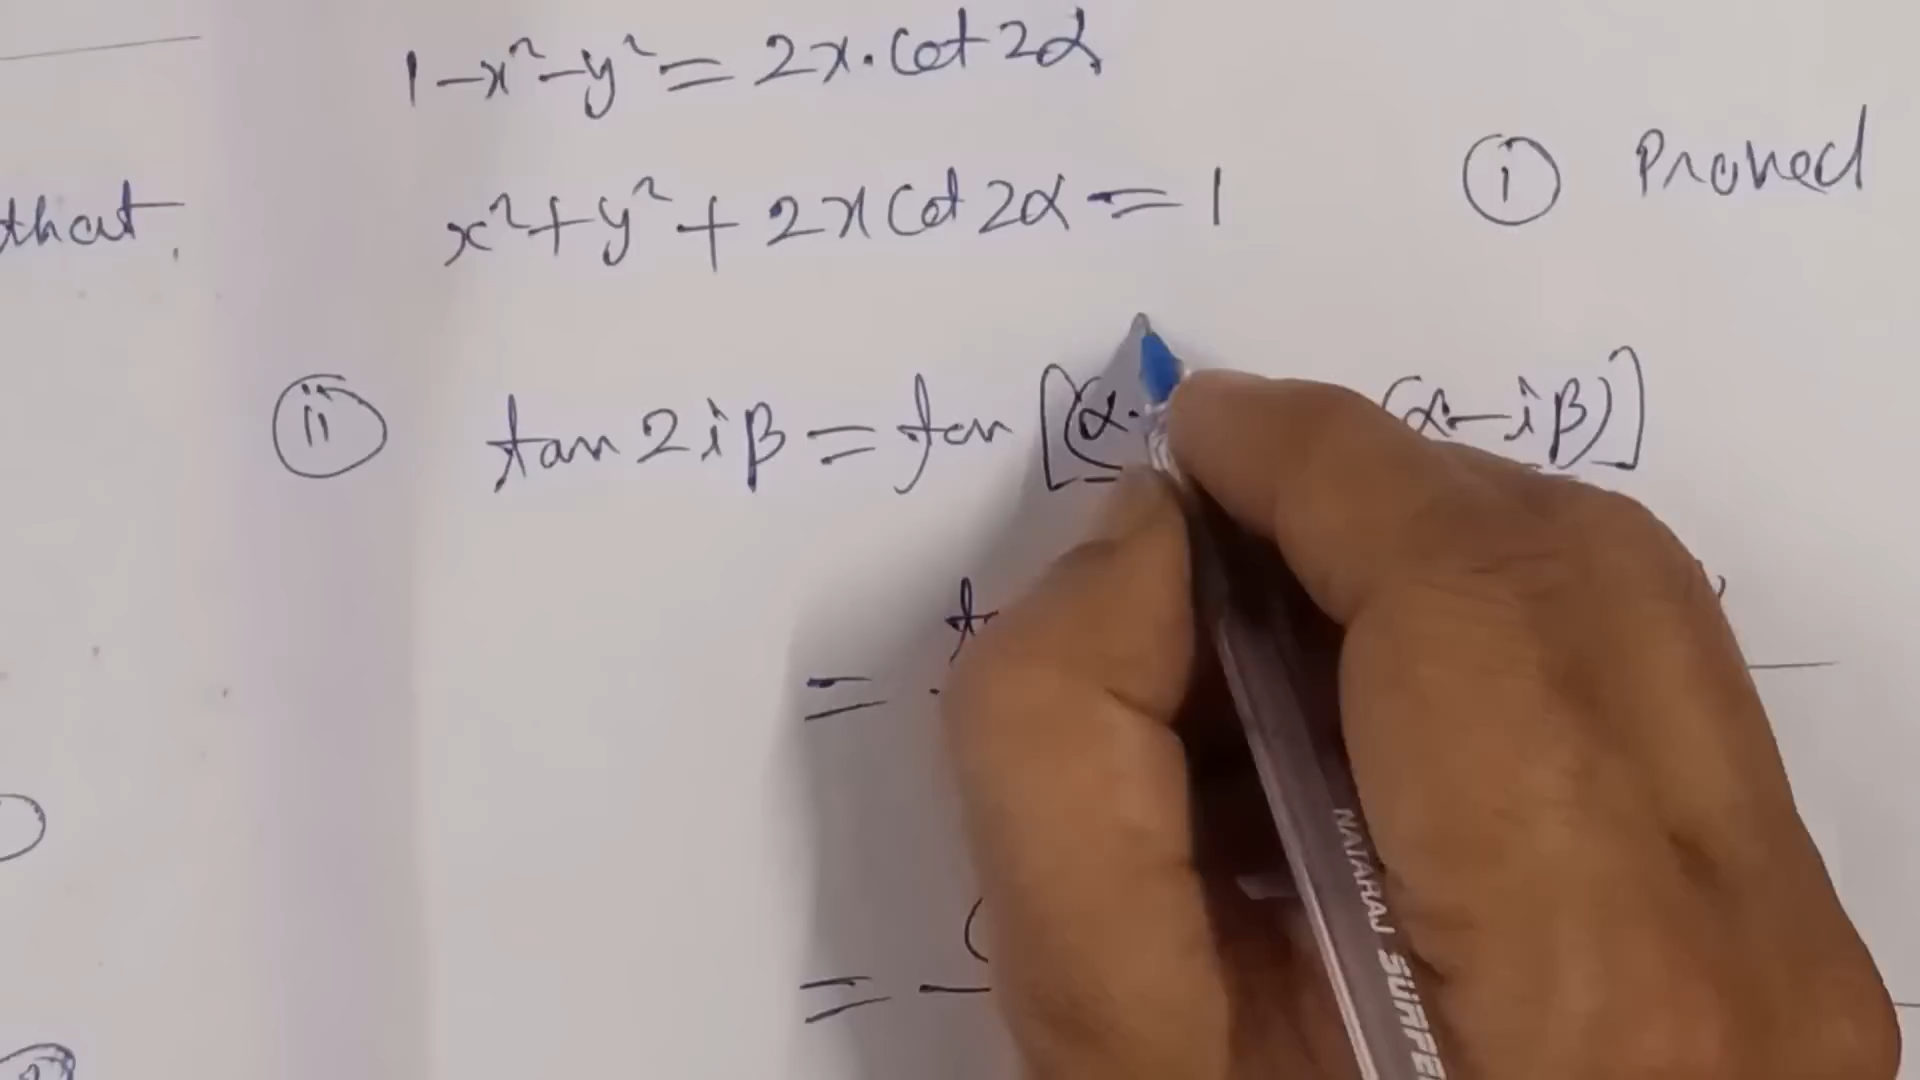 1-x²-y² = 2x. cot 2α
that,
x²+y²+2x cot 2α = 1
i Proved
ii tan 2iβ = tan [(α (α-iβ)]
=
= (
NATARAJ SUPER